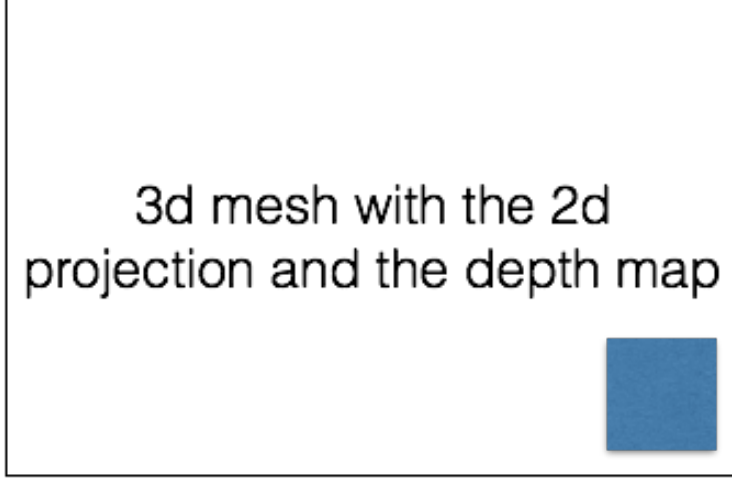 3d mesh with the 2d
projection and the depth map